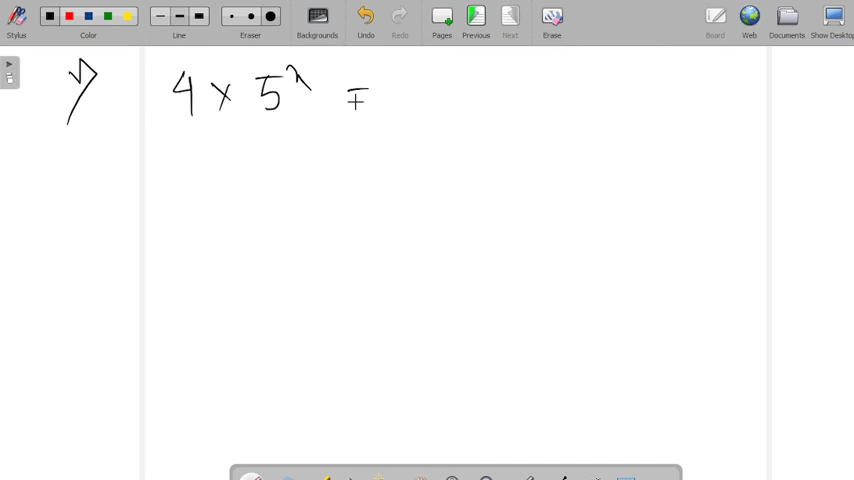 Stylus Color Line Eraser Backgrounds Undo Redo Pages Previous Next Erase Board Web Documents Show Desktop
4 × 5^x